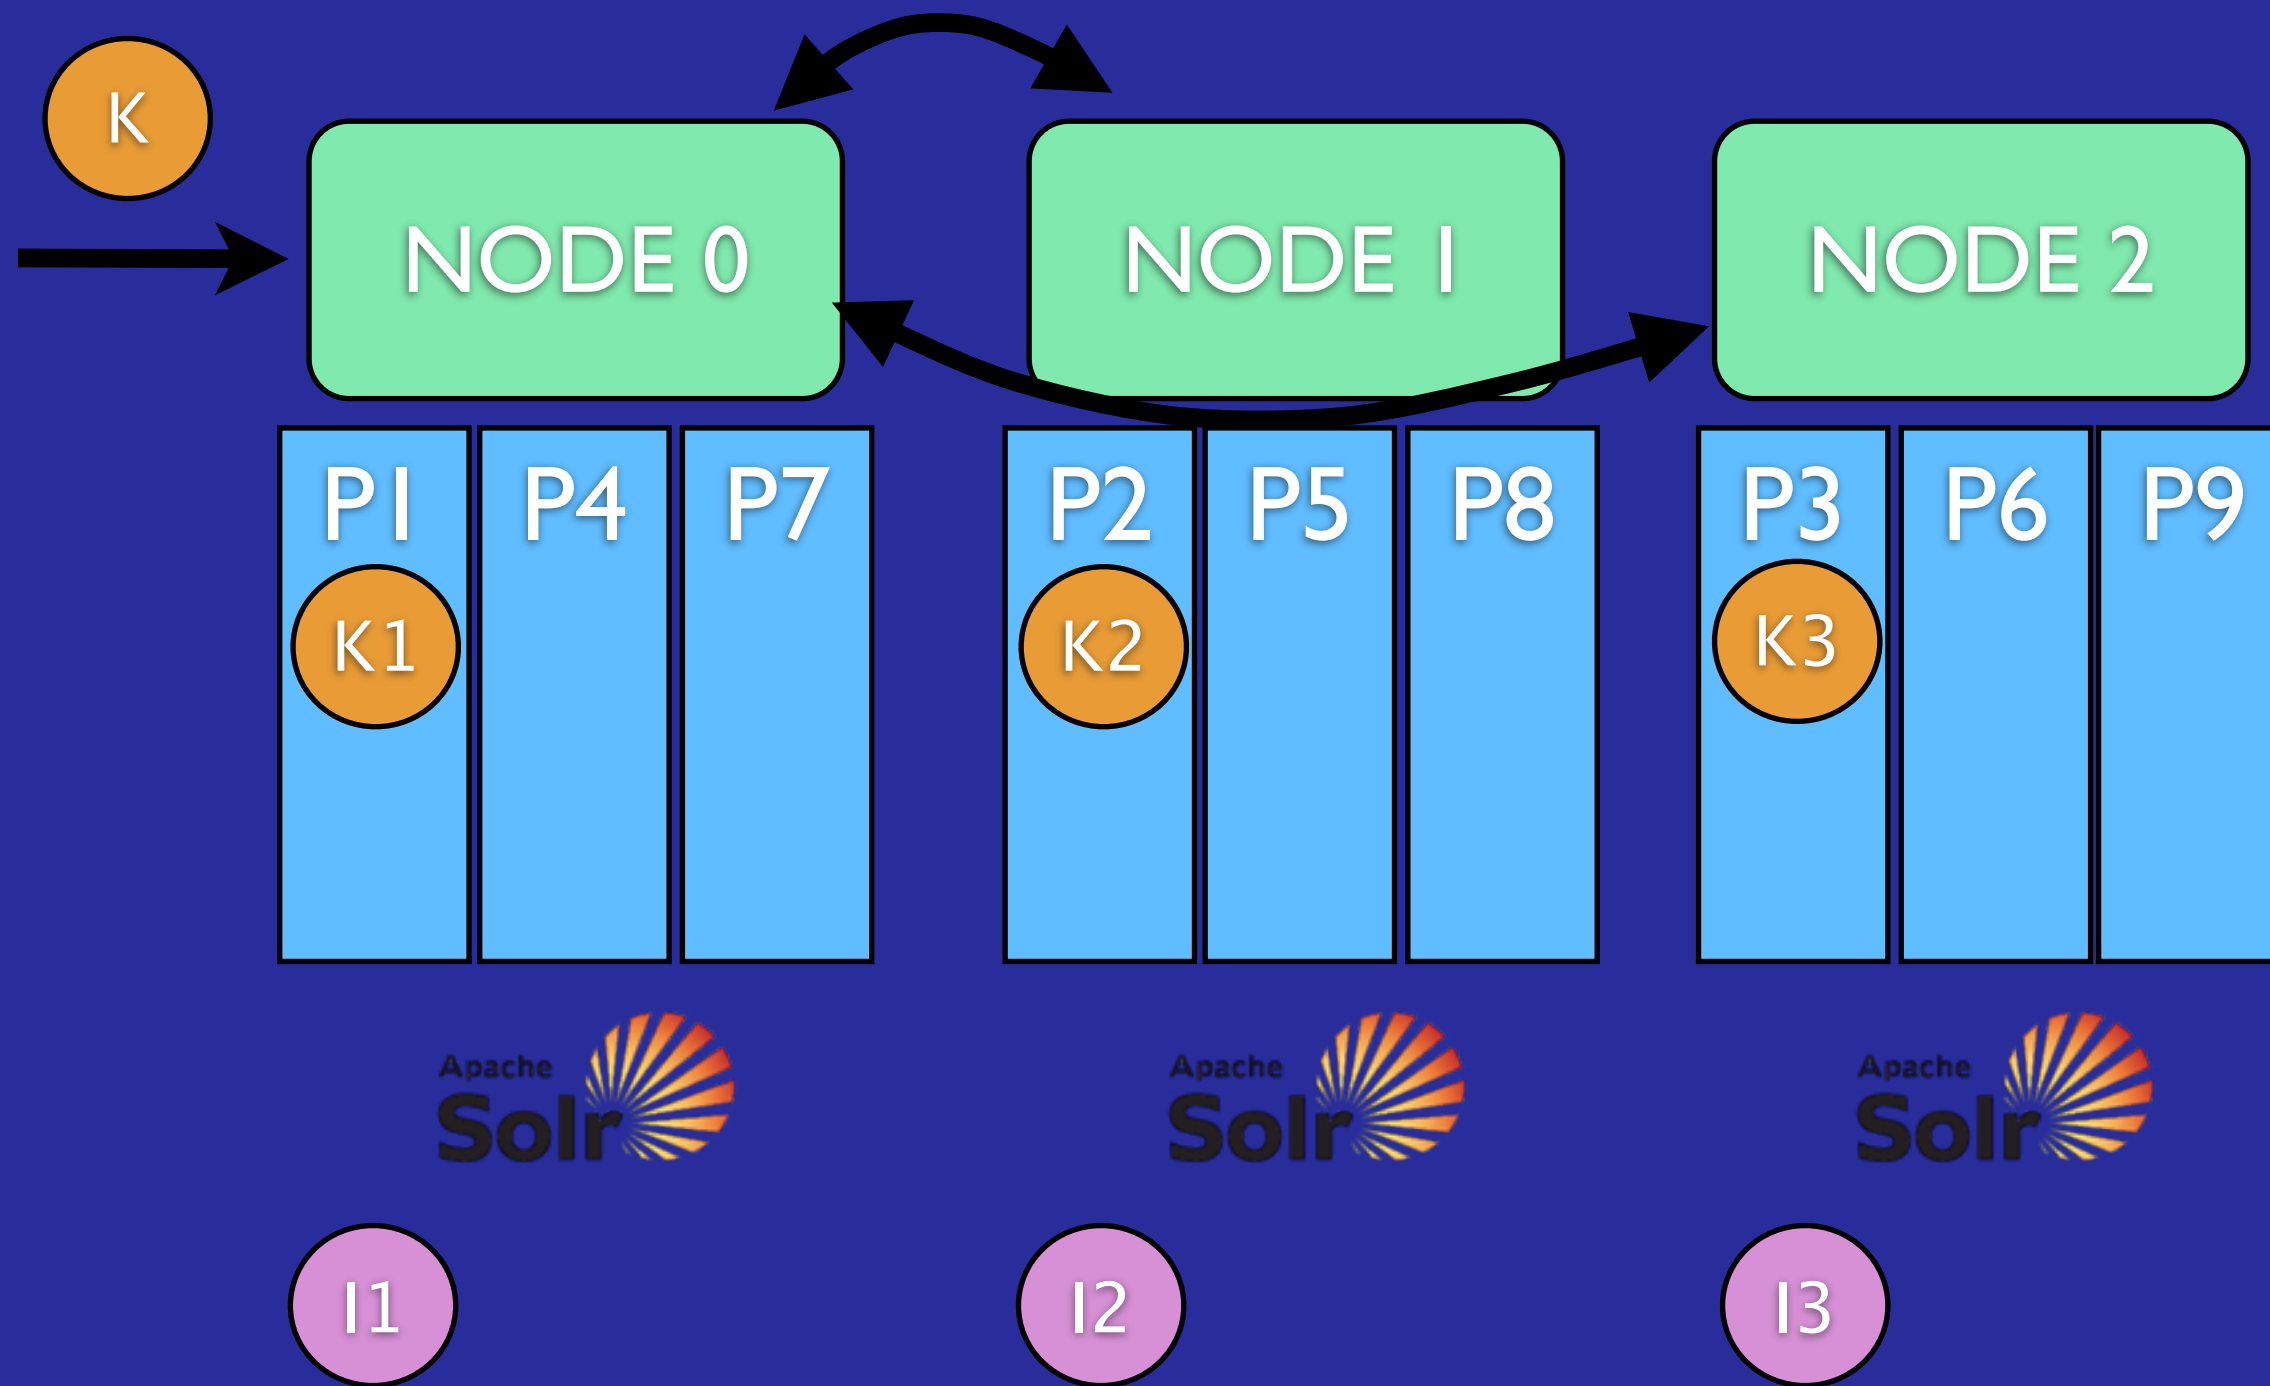 K
NODE 0
NODE 1
NODE 2
P1
P4
P7
P2
P5
P8
P3
P6
P9
K1
K2
K3
Apache
Solr
Apache
Solr
Apache
Solr
I1
I2
I3